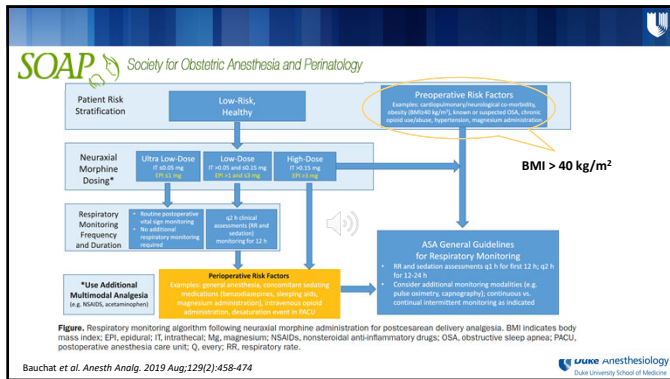 SOAP Society for Obstetric Anesthesia and Perinatology
Patient Risk
Stratification
Low-Risk,
Healthy
Preoperative Risk Factors
Examples: cardiopulmonary/neurological co-morbidity,
obesity (BMI≥40 kg/m²), known or suspected OSA, chronic
opioid use/abuse, hypertension, magnesium administration
BMI > 40 kg/m²
Neuraxial
Morphine
Dosing*
Ultra Low-Dose
IT ≤0.05 mg
EPI ≤1 mg
Low-Dose
IT >0.05 and ≤0.15 mg
EPI >1 and ≤3 mg
High-Dose
IT >0.15 mg
EPI >3 mg
Respiratory
Monitoring
Frequency
and Duration
• Routine postoperative
vital sign monitoring
• No additional
respiratory monitoring
required
q2 h clinical
assessments (RR
and sedation)
monitoring for 12 h
ASA General Guidelines
for Respiratory Monitoring
• RR and sedation assessments q1 h for first 12 h; q2 h
for 12-24 h
• Consider additional monitoring modalities (e.g.
pulse oximetry, capnography); continuous vs.
continual intermittent monitoring as indicated
*Use Additional
Multimodal Analgesia
(e.g. NSAIDS, acetaminophen)
Perioperative Risk Factors
Examples: general anesthesia, concomitant sedating
medications (benzodiazepines, sleeping aids,
magnesium administration), intravenous opioid
administration, desaturation event in PACU
Figure. Respiratory monitoring algorithm following neuraxial morphine administration for postcesarean delivery analgesia. BMI indicates body
mass index; EPI, epidural; IT, intrathecal; Mg, magnesium; NSAIDs, nonsteroidal anti-inflammatory drugs; OSA, obstructive sleep apnea; PACU,
postoperative anesthesia care unit; Q, every; RR, respiratory rate.
Bauchat et al. Anesth Analg. 2019 Aug;129(2):458-474
Duke Anesthesiology
Duke University School of Medicine